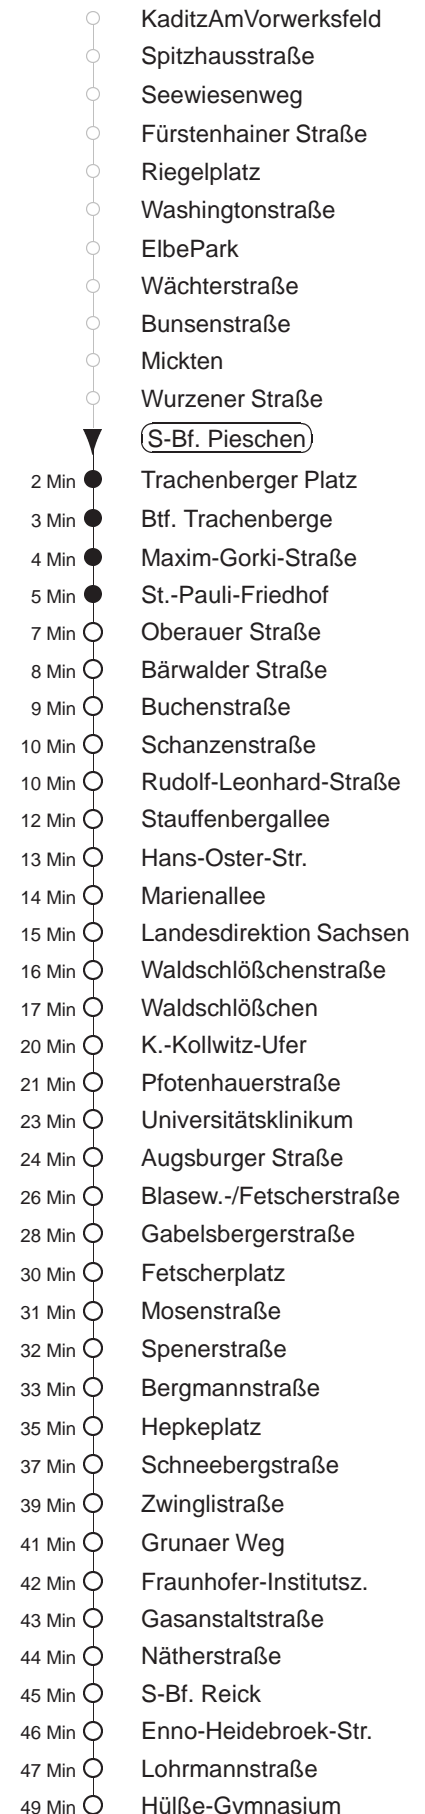 KaditzAmVorwerksfeld
Spitzhausstraße
Seewiesenweg
Fürstenhainer Straße
Riegelplatz
Washingtonstraße
ElbePark
Wächterstraße
Bunsenstraße
Mickten
Wurzener Straße
S-Bf. Pieschen
2 Min Trachenberger Platz
3 Min Btf. Trachenberge
4 Min Maxim-Gorki-Straße
5 Min St.-Pauli-Friedhof
7 Min Oberauer Straße
8 Min Bärwalder Straße
9 Min Buchenstraße
10 Min Schanzenstraße
10 Min Rudolf-Leonhard-Straße
12 Min Stauffenbergallee
13 Min Hans-Oster-Str.
14 Min Marienallee
15 Min Landesdirektion Sachsen
16 Min Waldschlößchenstraße
17 Min Waldschlößchen
20 Min K.-Kollwitz-Ufer
21 Min Pfotenhauerstraße
23 Min Universitätsklinikum
24 Min Augsburger Straße
26 Min Blasew.-/Fetscherstraße
28 Min Gabelsbergerstraße
30 Min Fetscherplatz
31 Min Mosenstraße
32 Min Spenerstraße
33 Min Bergmannstraße
35 Min Hepkeplatz
37 Min Schneebergstraße
39 Min Zwinglistraße
41 Min Grunaer Weg
42 Min Fraunhofer-Institutsz.
43 Min Gasanstaltstraße
44 Min Nätherstraße
45 Min S-Bf. Reick
46 Min Enno-Heidebroek-Str.
47 Min Lohrmannstraße
49 Min Hülße-Gymnasium